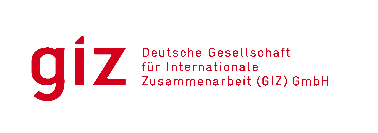 giz
Deutsche Gesellschaft
für Internationale
Zusammenarbeit (GIZ) GmbH